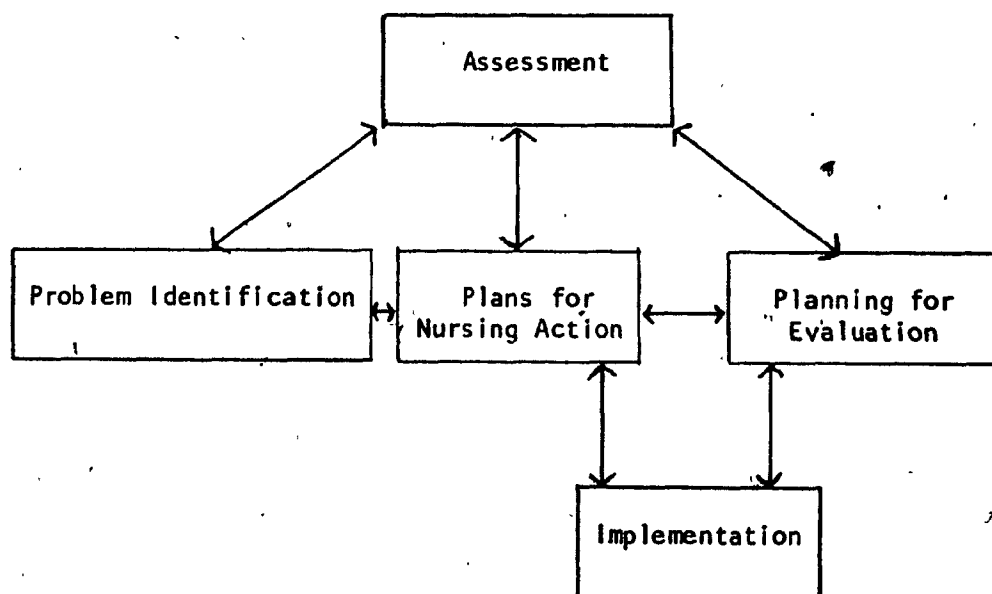 Assessment
Problem Identification
Plans for
Nursing Action
Planning for
Evaluation
Implementation